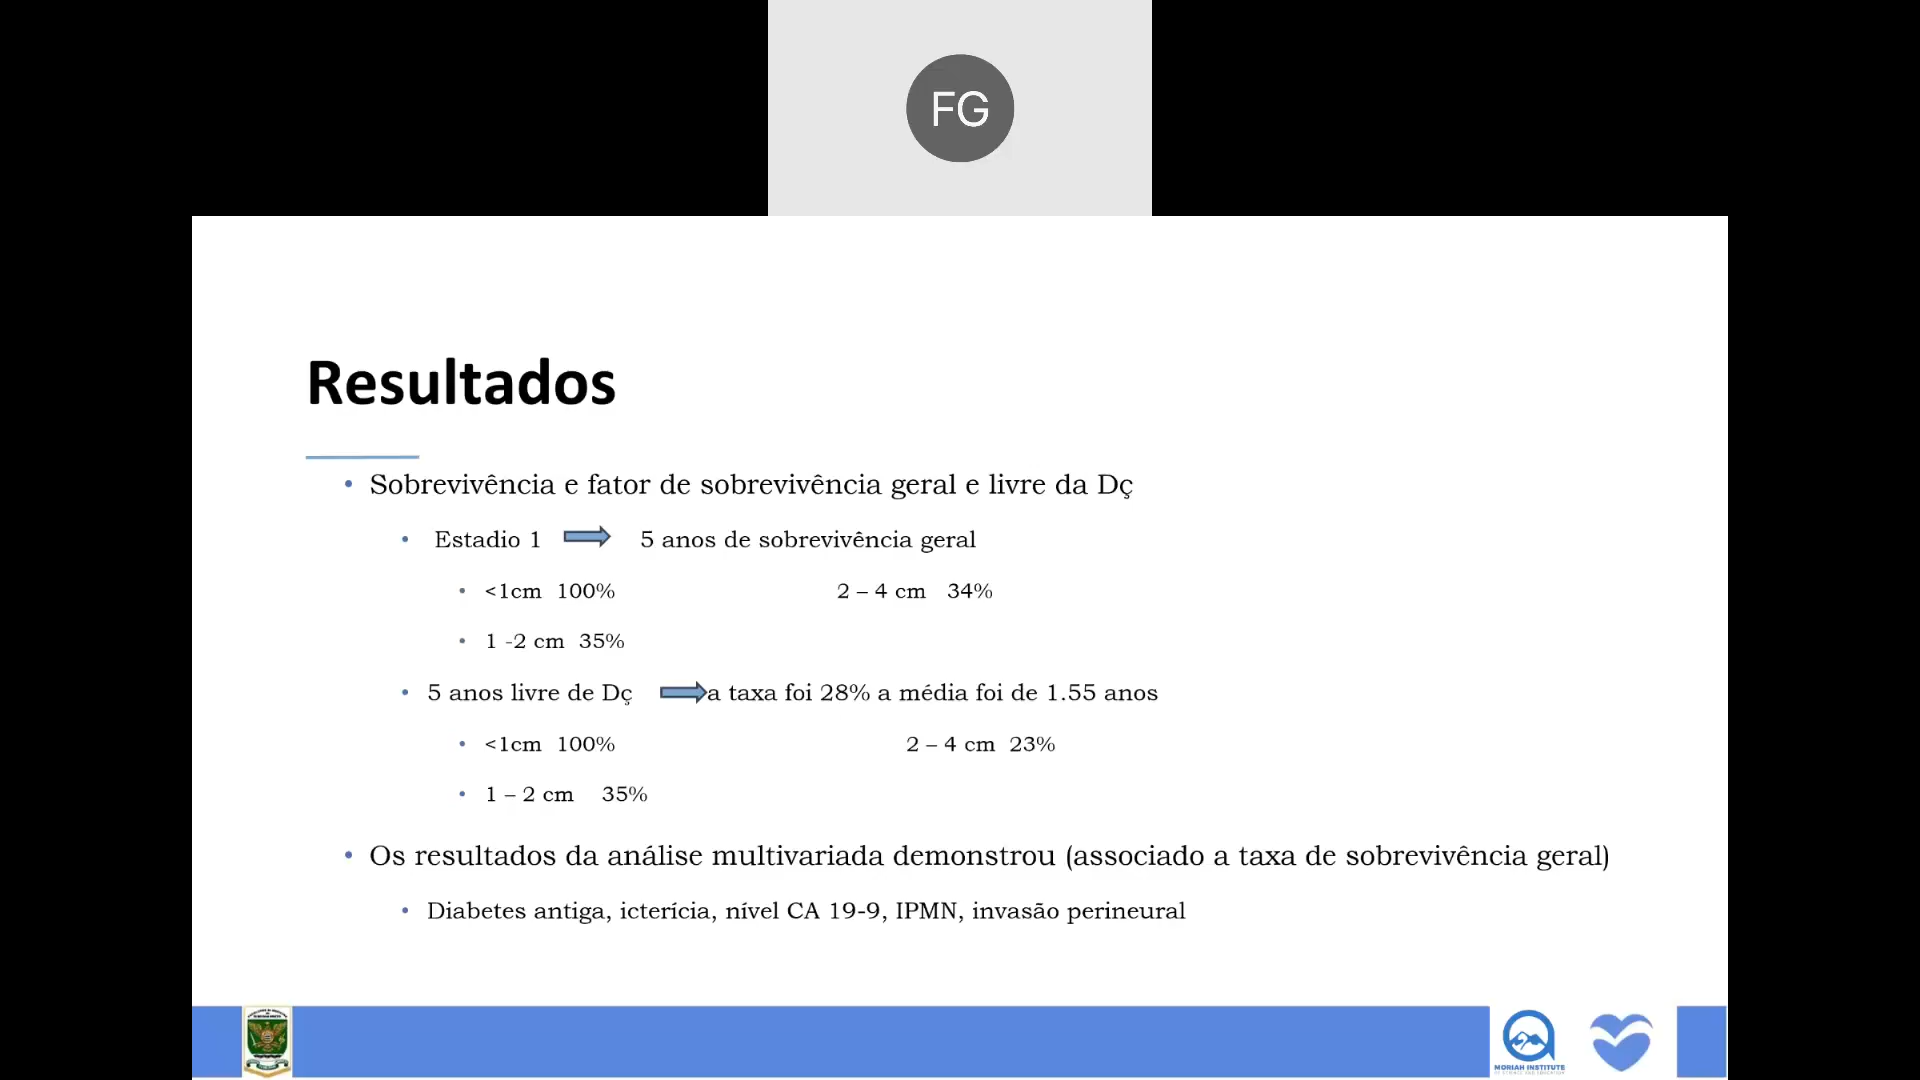 FG
Resultados
• Sobrevivência e fator de sobrevivência geral e livre da Dç
• Estadio 1 5 anos de sobrevivência geral
• <1cm 100% 2 – 4 cm 34%
• 1 -2 cm 35%
• 5 anos livre de Dç a taxa foi 28% a média foi de 1.55 anos
• <1cm 100% 2 – 4 cm 23%
• 1 – 2 cm 35%
• Os resultados da análise multivariada demonstrou (associado a taxa de sobrevivência geral)
• Diabetes antiga, icterícia, nível CA 19-9, IPMN, invasão perineural
MORIAH INSTITUTE